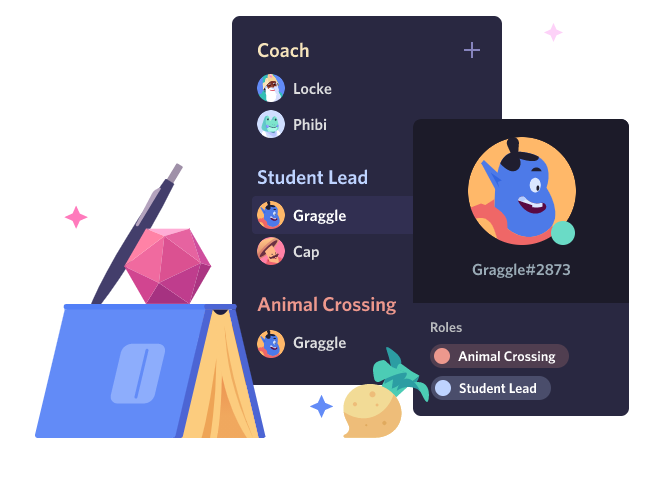 Coach
Locke
Phibi
Student Lead
Graggle
Cap
Animal Crossing
Graggle
Graggle#2873
Roles
Animal Crossing
Student Lead